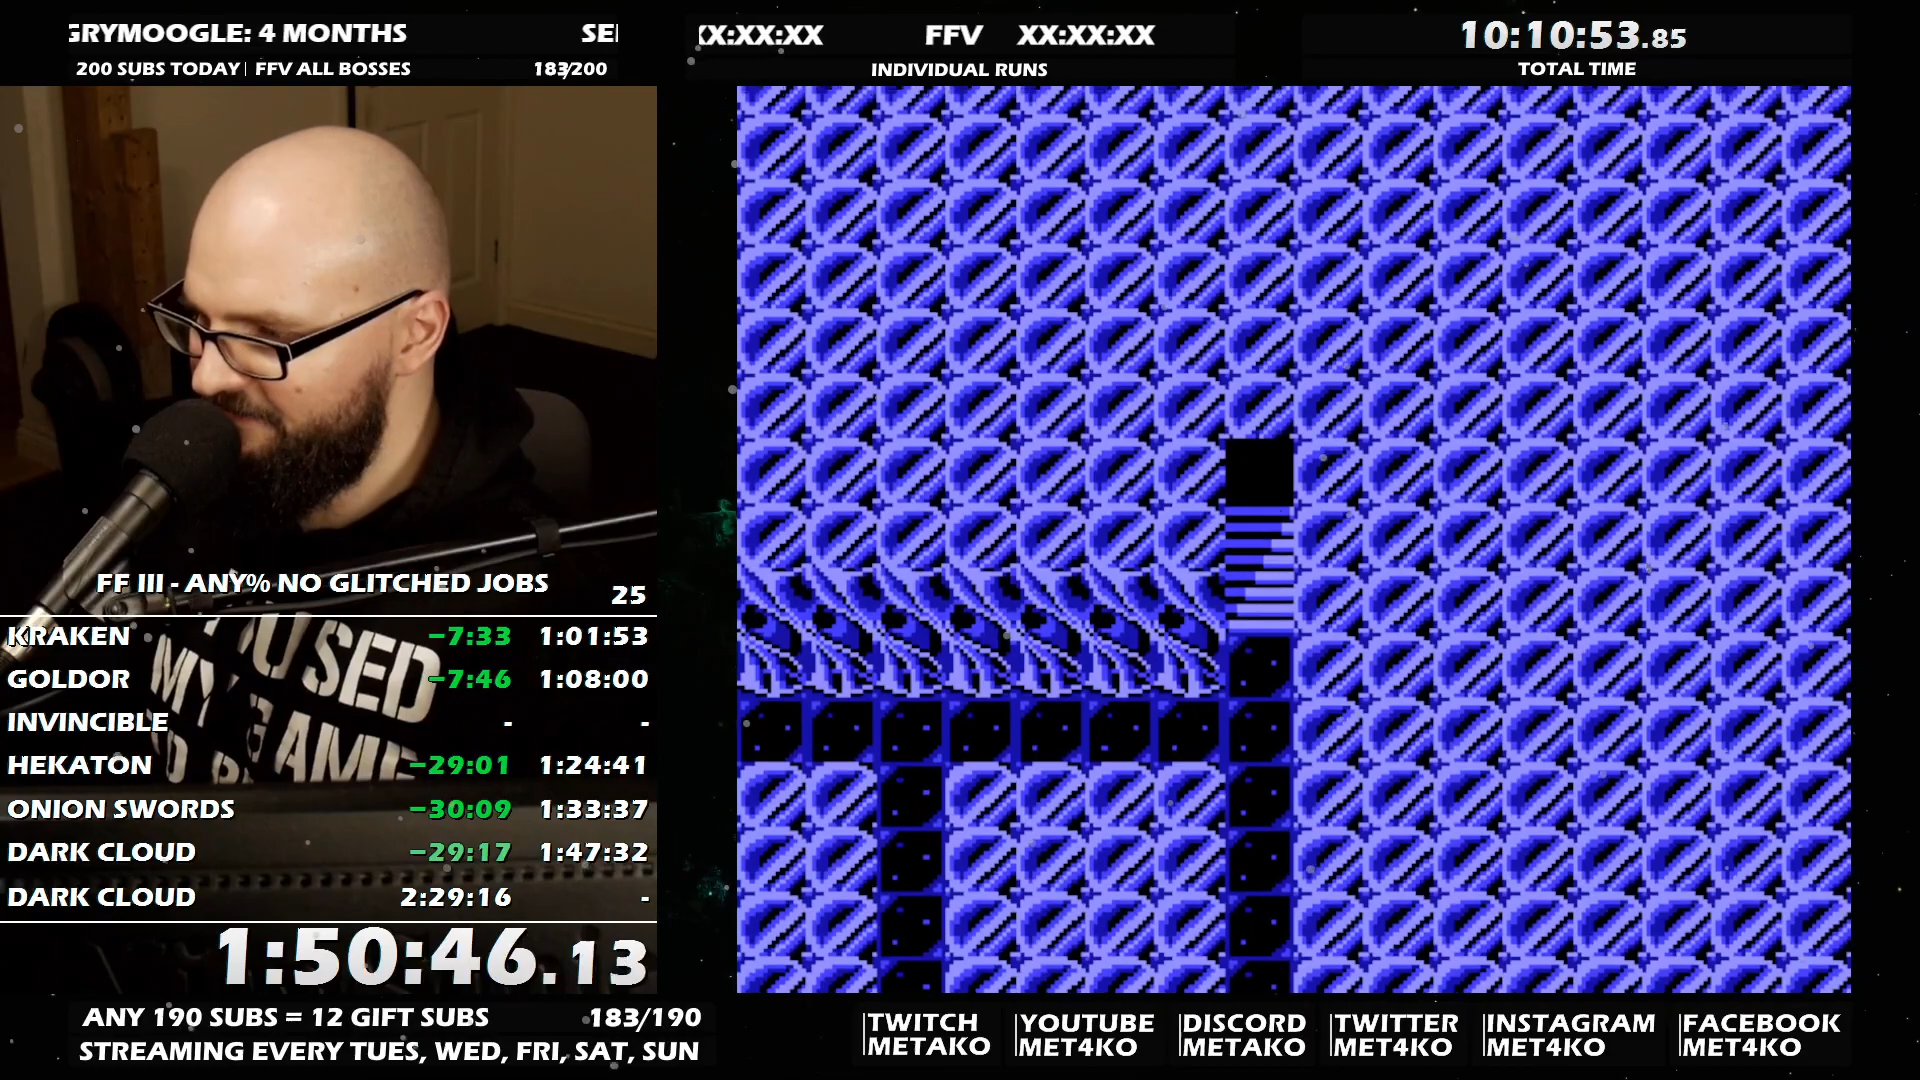 GRYMOOGLE: 4 MONTHS SE
200 SUBS TODAY FFV ALL BOSSES 183/200
X:XX:XX FFV XX:XX:XX
INDIVIDUAL RUNS
10:10:53.85
TOTAL TIME
FF III - ANY% NO GLITCHED JOBS 25
KRAKEN -7:33 1:01:53
GOLDOR -7:46 1:08:00
INVINCIBLE - -
HEKATON -29:01 1:24:41
ONION SWORDS -30:09 1:33:37
DARK CLOUD -29:17 1:47:32
DARK CLOUD 2:29:16 -
1:50:46.13
USED
MY GAME
ANY 190 SUBS = 12 GIFT SUBS 183/190
STREAMING EVERY TUES, WED, FRI, SAT, SUN
TWITCH
METAKO
YOUTUBE
MET4KO
DISCORD
METAKO
TWITTER
MET4KO
INSTAGRAM
MET4KO
FACEBOOK
MET4KO